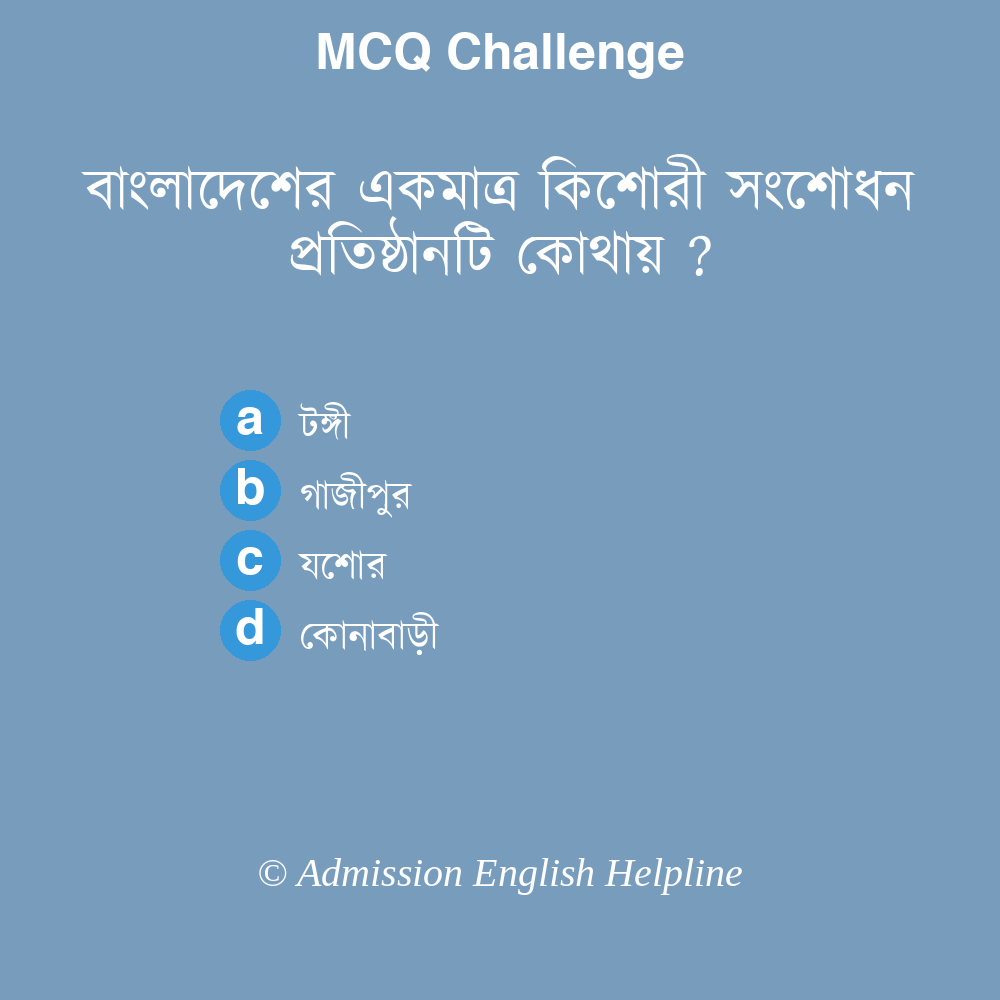 MCQ Challenge
বাংলাদেশের একমাত্র কিশোরী সংশোধন
প্রতিষ্ঠানটি কোথায় ?
a টঙ্গী
b গাজীপুর
c যশোর
d কোনাবাড়ী
© Admission English Helpline